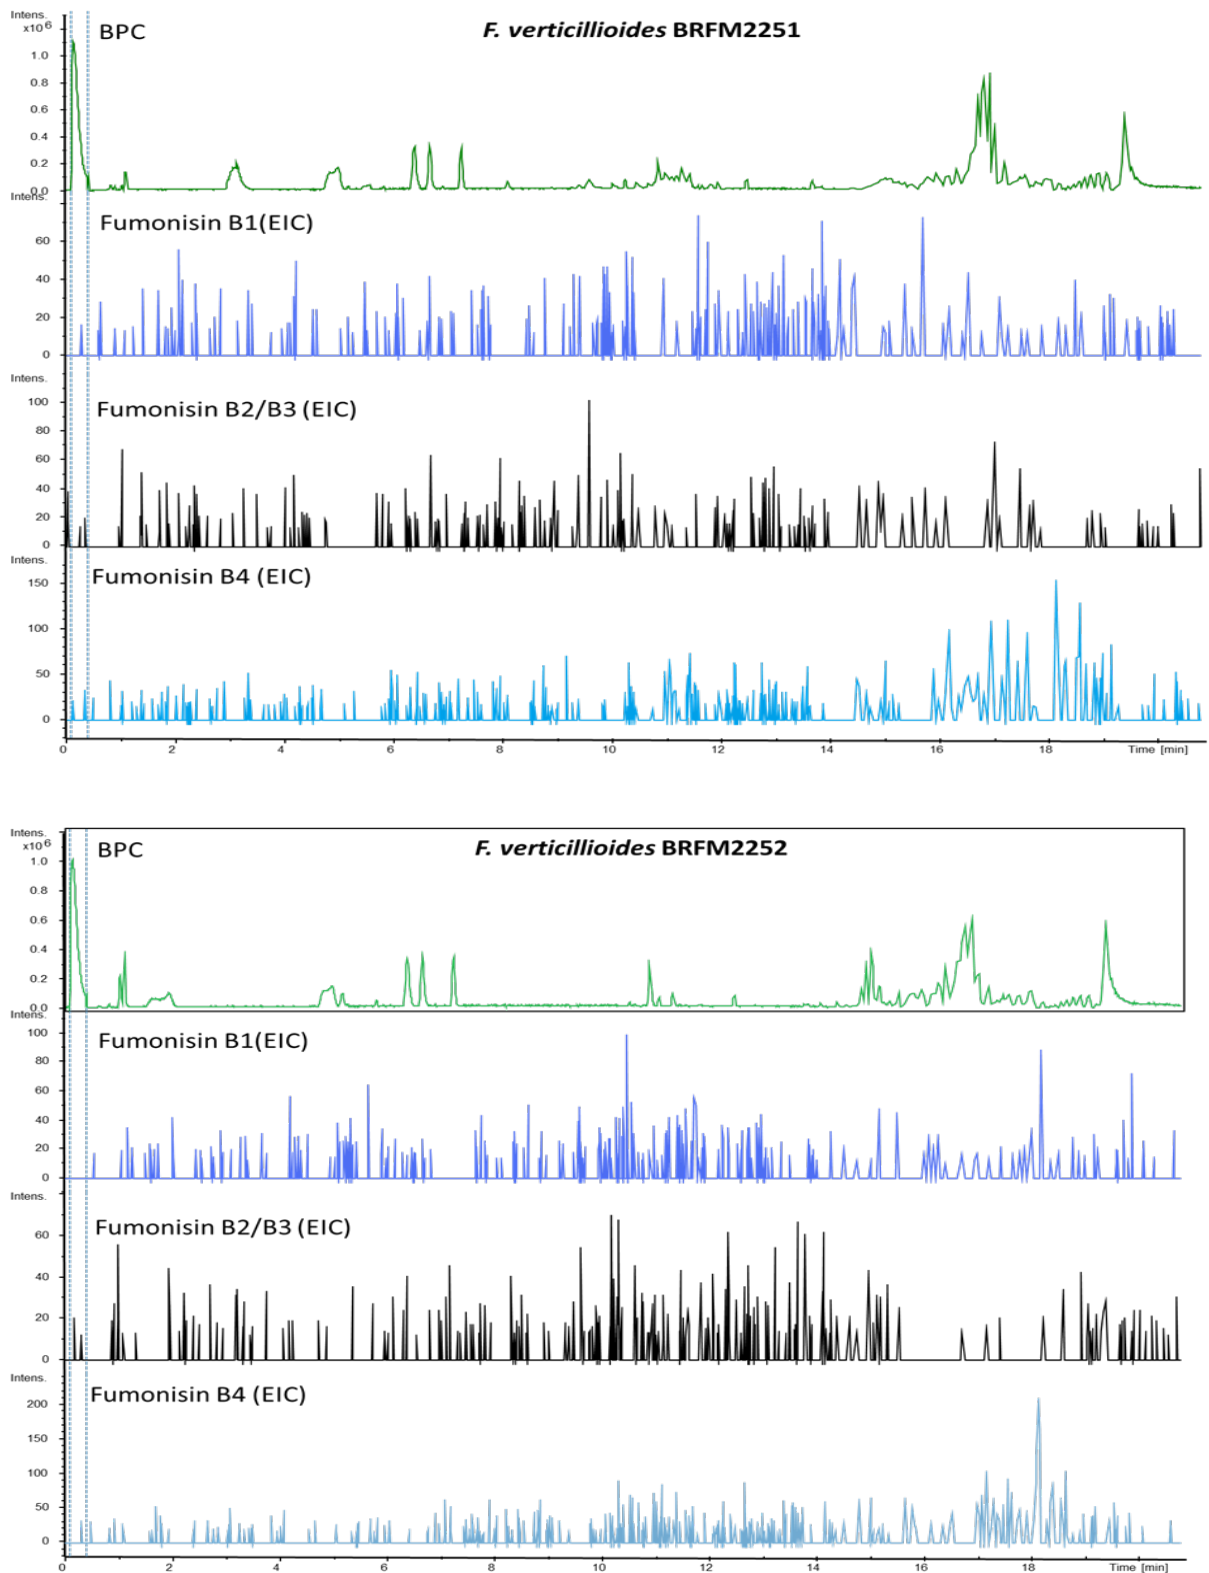 Intens.
x10⁶
BPC
F. verticillioides BRFM2251
1.0
0.8
0.6
0.4
0.2
0.0
Intens.
Fumonisin B1(EIC)
60
40
20
0
Intens.
Fumonisin B2/B3 (EIC)
100
80
60
40
20
0
Intens.
Fumonisin B4 (EIC)
150
100
50
0
0 2 4 6 8 10 12 14 16 18 Time [min]
Intens.
x10⁶
BPC
F. verticillioides BRFM2252
1.0
0.8
0.6
0.4
0.2
0.0
Intens.
Fumonisin B1(EIC)
100
80
60
40
20
0
Intens.
Fumonisin B2/B3 (EIC)
60
40
20
0
Intens.
Fumonisin B4 (EIC)
200
150
100
50
0
0 2 4 6 8 10 12 14 16 18 Time [min]